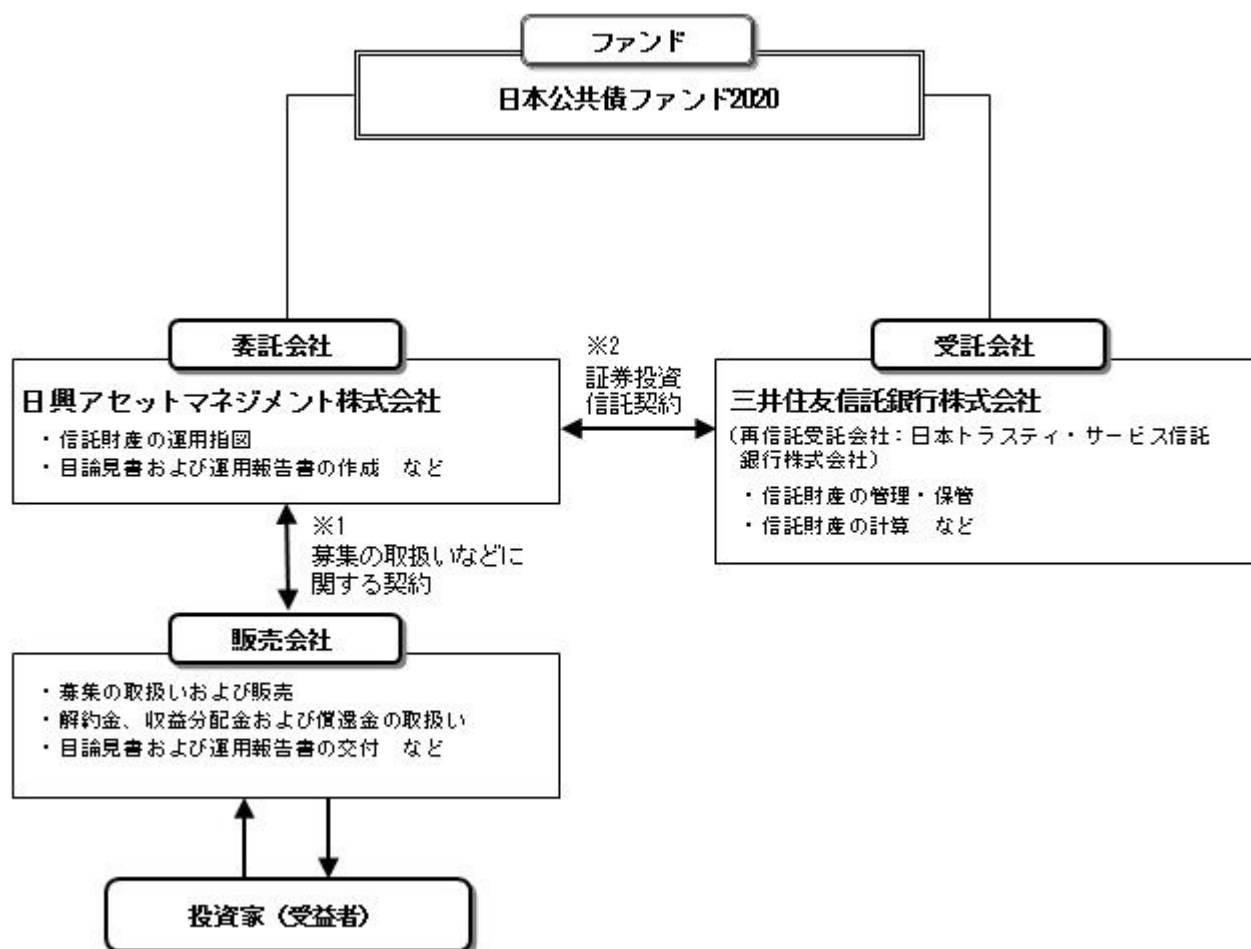 ファンド
日本公共債ファンド2020
委託会社
日興アセットマネジメント株式会社
・信託財産の運用指図
・目論見書および運用報告書の作成　など
※2
証券投資
信託契約
受託会社
三井住友信託銀行株式会社
(再信託受託会社：日本トラスティ・サービス信託
銀行株式会社)
・信託財産の管理・保管
・信託財産の計算　など
※1
募集の取扱いなどに
関する契約
販売会社
・募集の取扱いおよび販売
・解約金、収益分配金および償還金の取扱い
・目論見書および運用報告書の交付　など
投資家（受益者）